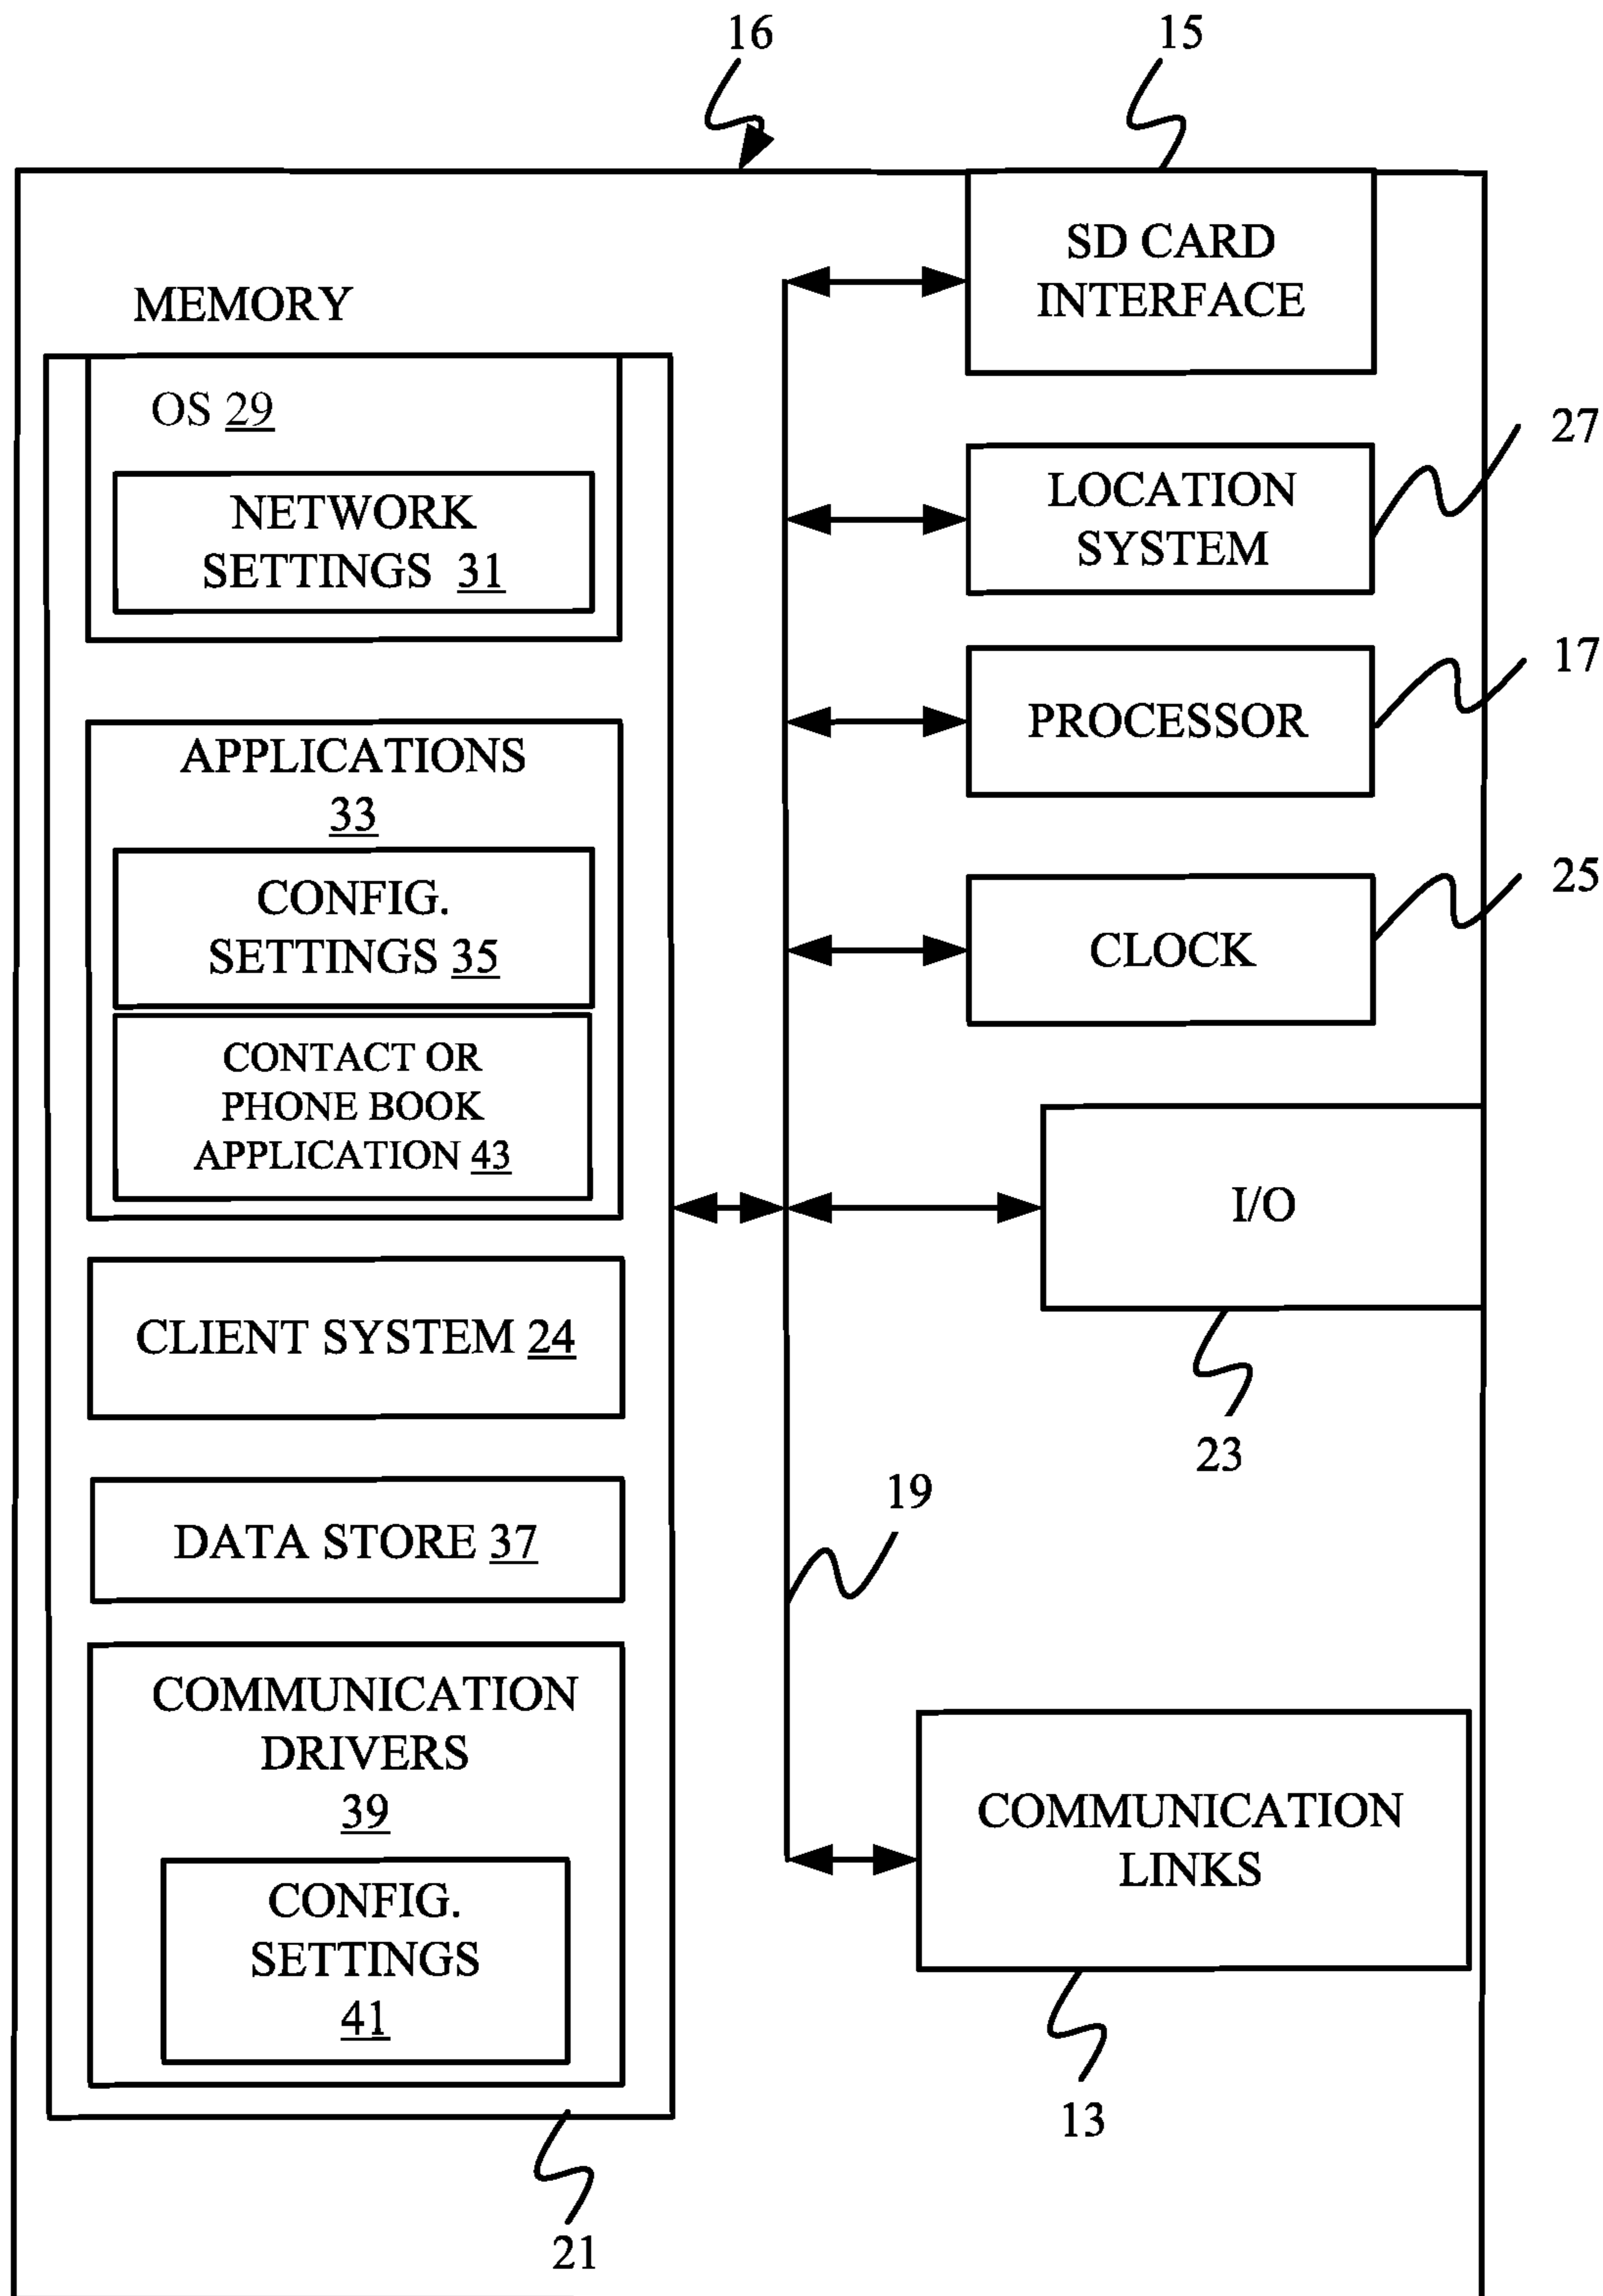 16
15
SD CARD
INTERFACE
MEMORY
OS 29
NETWORK
SETTINGS 31
27
LOCATION
SYSTEM
17
PROCESSOR
APPLICATIONS
33
CONFIG.
SETTINGS 35
25
CLOCK
CONTACT OR
PHONE BOOK
APPLICATION 43
I/O
CLIENT SYSTEM 24
23
19
DATA STORE 37
COMMUNICATION
DRIVERS
39
CONFIG.
SETTINGS
41
COMMUNICATION
LINKS
13
21